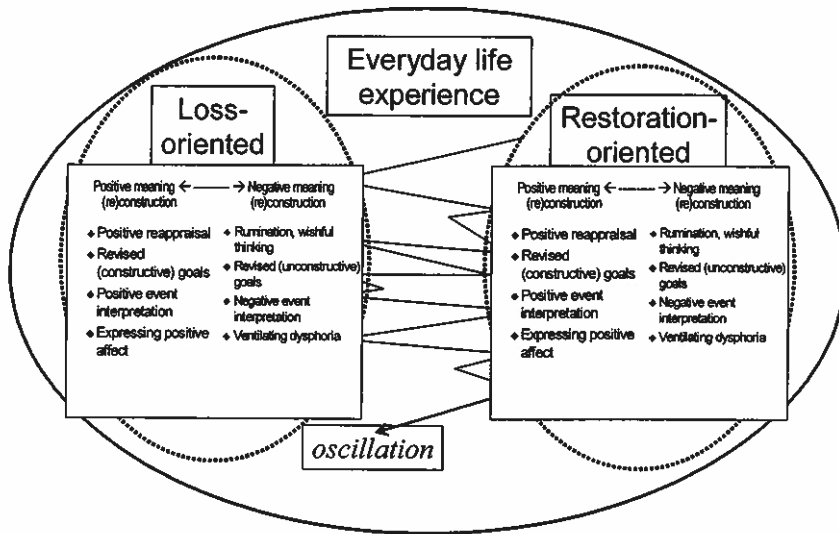 Everyday life
experience
Loss-
oriented
Restoration-
oriented
Positive meaning ← → Negative meaning
(re)construction (re)construction
◆ Positive reappraisal
◆ Revised
(constructive) goals
◆ Positive event
interpretation
◆ Expressing positive
affect
◆ Rumination, wishful
thinking
◆ Revised (unconstructive)
goals
◆ Negative event
interpretation
◆ Ventilating dysphoria
Positive meaning ← → Negative meaning
(re)construction (re)construction
◆ Positive reappraisal
◆ Revised
(constructive) goals
◆ Positive event
interpretation
◆ Expressing positive
affect
◆ Rumination, wishful
thinking
◆ Revised (unconstructive)
goals
◆ Negative event
interpretation
◆ Ventilating dysphoria
oscillation